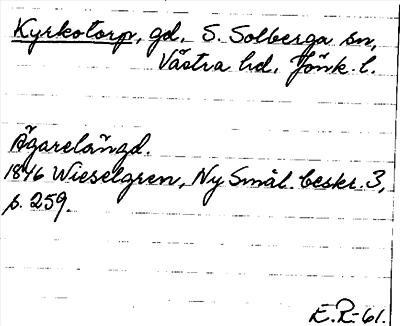 Kyrkotorp, gd. S. Solberga sn,
Västra hd. Jönk. l.
Ägarelängd.
1846 Wieselgren, Ny Smål. beskr. 3,
s. 259.
E.R-61.